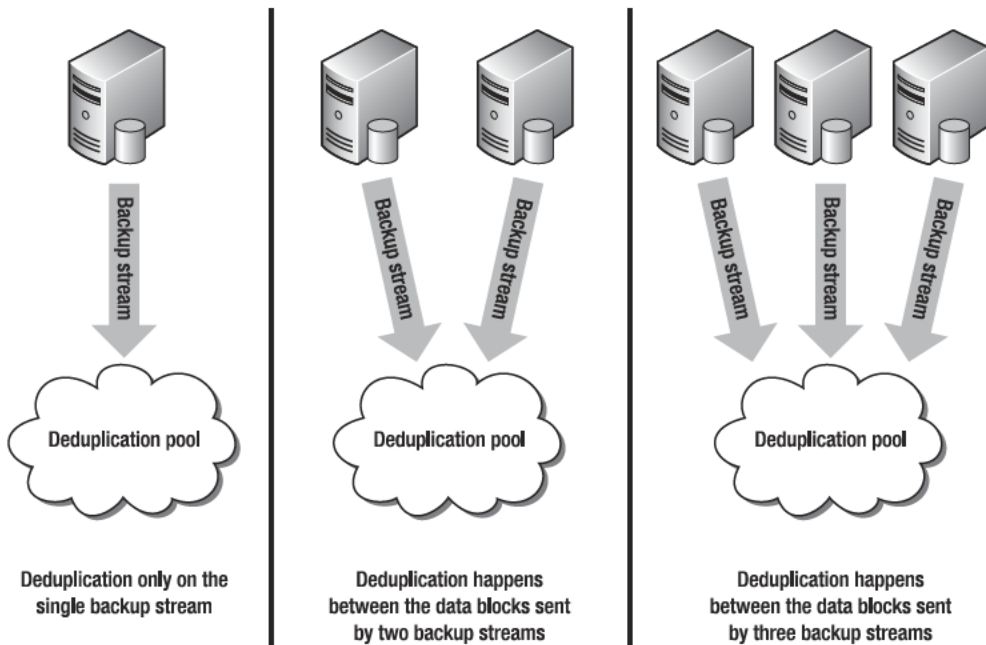 Backup stream
Deduplication pool
Deduplication only on the
single backup stream
Backup stream
Backup stream
Deduplication pool
Deduplication happens
between the data blocks sent
by two backup streams
Backup stream
Backup stream
Backup stream
Deduplication pool
Deduplication happens
between the data blocks sent
by three backup streams